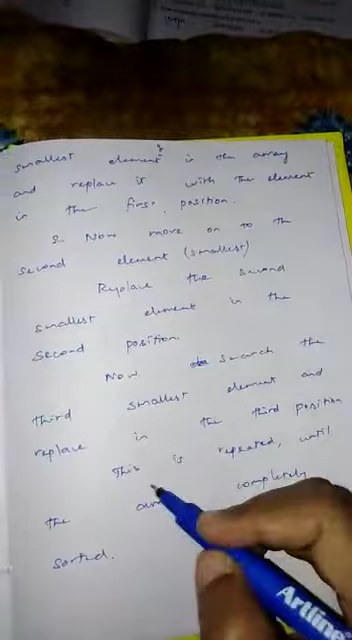 smallest element in the array
and replace it with the element
in the first position.
So Now move on to the
second element (smallest)
Replace the second
smallest element in the
second position
Now search the
third smallest element and
replace in the third position
This is repeated, until
the completely
sorted.
Artline